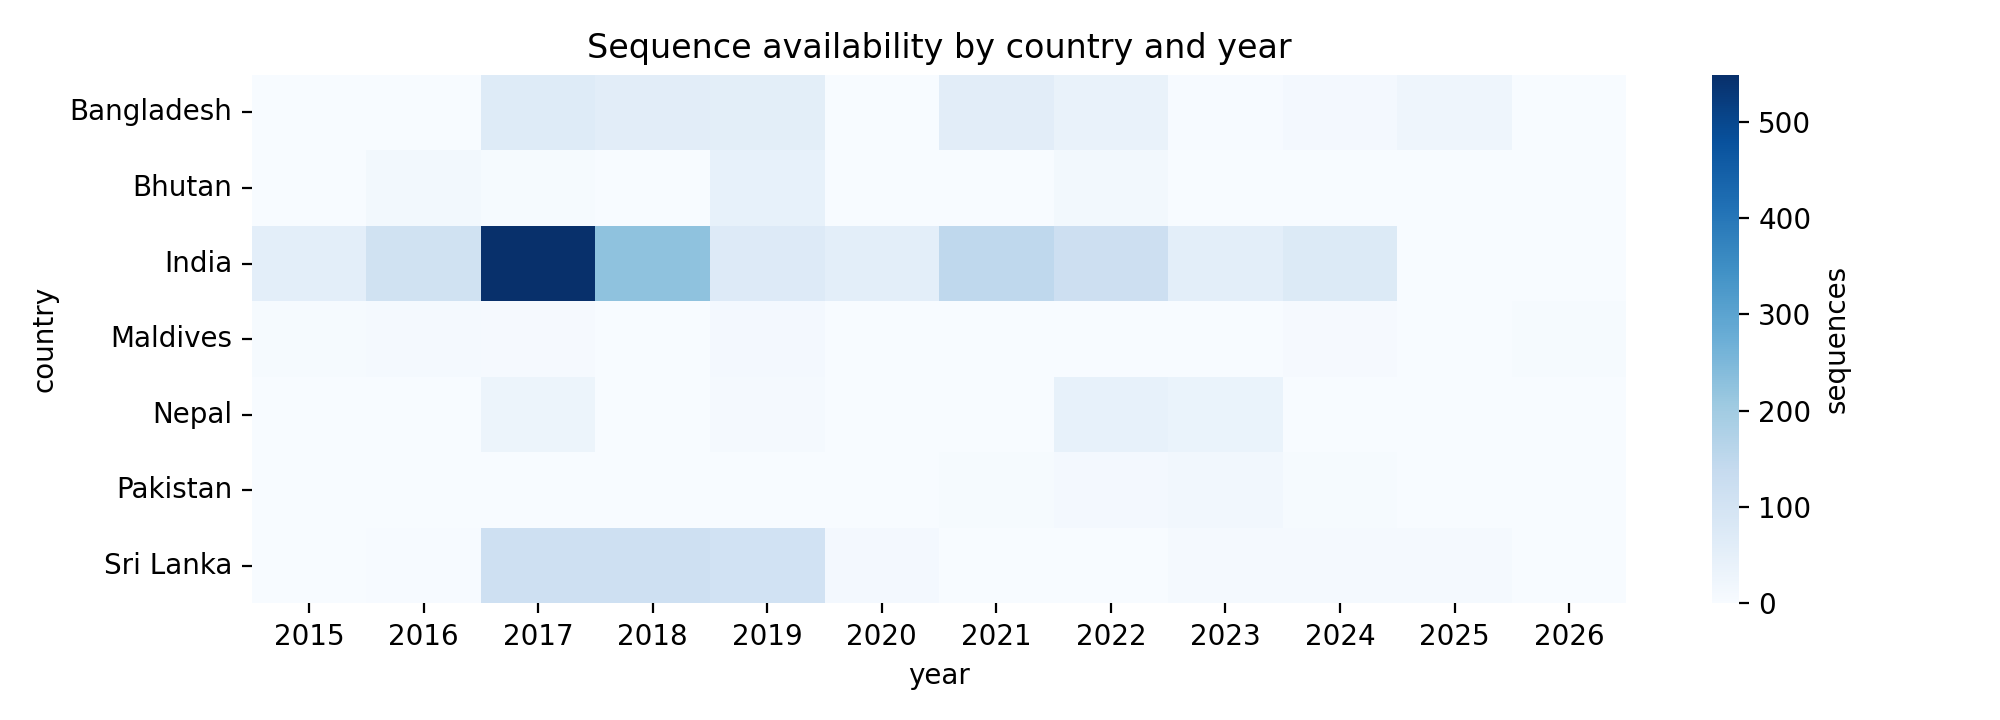 Sequence availability by country and year
Bangladesh
Bhutan
India
Maldives
Nepal
Pakistan
Sri Lanka
country
2015 2016 2017 2018 2019 2020 2021 2022 2023 2024 2025 2026
year
500
400
300
200
100
0
sequences